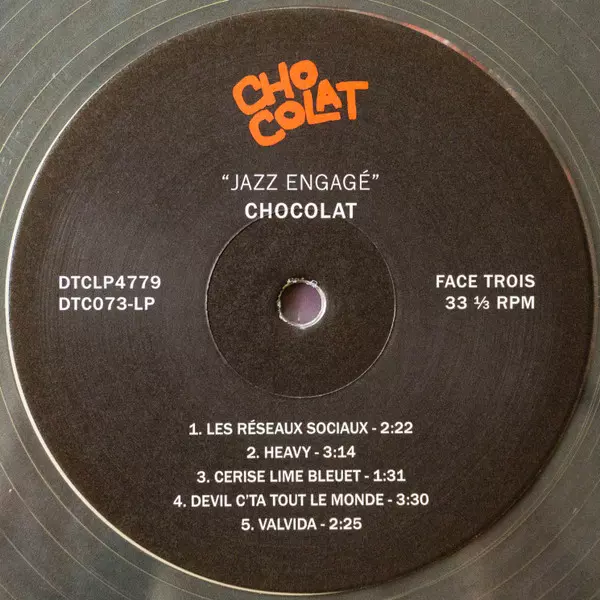 CHO
COLAT
“JAZZ ENGAGÉ”
CHOCOLAT
DTCLP4779
DTC073-LP
FACE TROIS
33 ⅓ RPM
1. LES RÉSEAUX SOCIAUX - 2:22
2. HEAVY - 3:14
3. CERISE LIME BLEUET - 1:31
4. DEVIL C’TA TOUT LE MONDE - 3:30
5. VALVIDA - 2:25